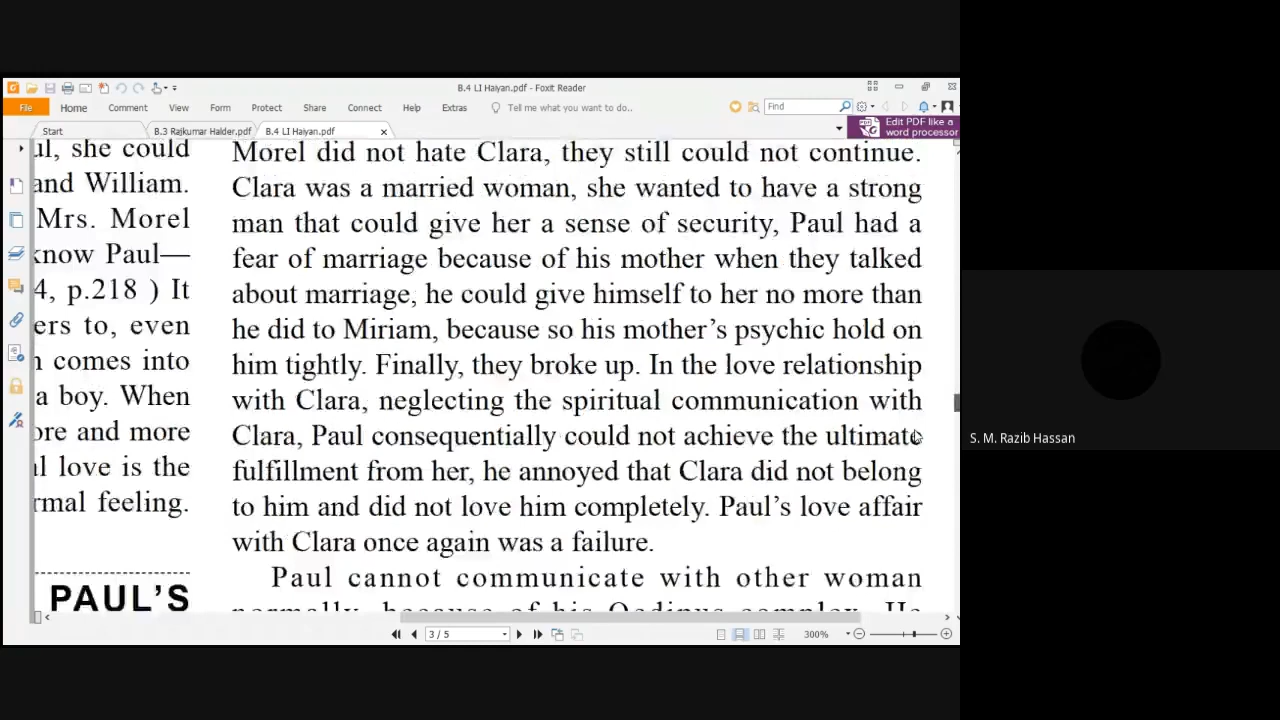 B.4 LI Haiyan.pdf - Foxit Reader
File Home Comment View Form Protect Share Connect Help Extras Tell me what you want to do.. Find
Start B.3 Rajkumar Halder.pdf B.4 LI Haiyan.pdf Edit PDF like a
word processor
ul, she could
and William.
Mrs. Morel
know Paul—
4, p.218 ) It
ers to, even
comes into
a boy. When
ore and more
love is the
rmal feeling.
PAUL'S
Morel did not hate Clara, they still could not continue.
Clara was a married woman, she wanted to have a strong
man that could give her a sense of security, Paul had a
fear of marriage because of his mother when they talked
about marriage, he could give himself to her no more than
he did to Miriam, because so his mother's psychic hold on
him tightly. Finally, they broke up. In the love relationship
with Clara, neglecting the spiritual communication with
Clara, Paul consequentially could not achieve the ultimate
fulfillment from her, he annoyed that Clara did not belong
to him and did not love him completely. Paul's love affair
with Clara once again was a failure.
Paul cannot communicate with other woman
normally, because of his Oedipus complex. He
3 / 5 300%
S. M. Razib Hassan